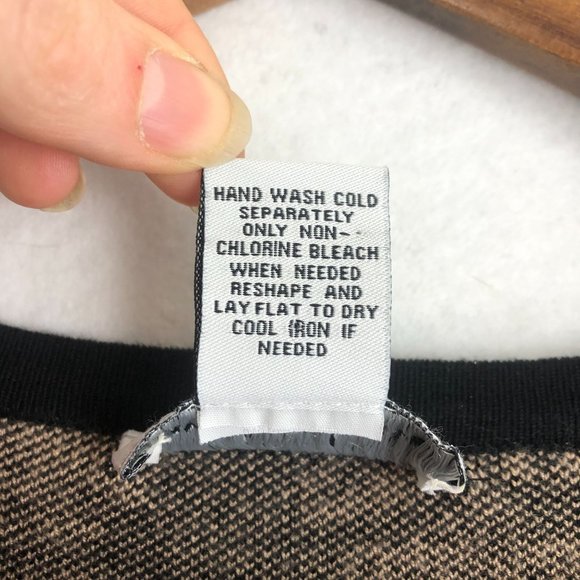 HAND WASH COLD
SEPARATELY
ONLY NON-
CHLORINE BLEACH
WHEN NEEDED
RESHAPE AND
LAY FLAT TO DRY
COOL IRON IF
NEEDED